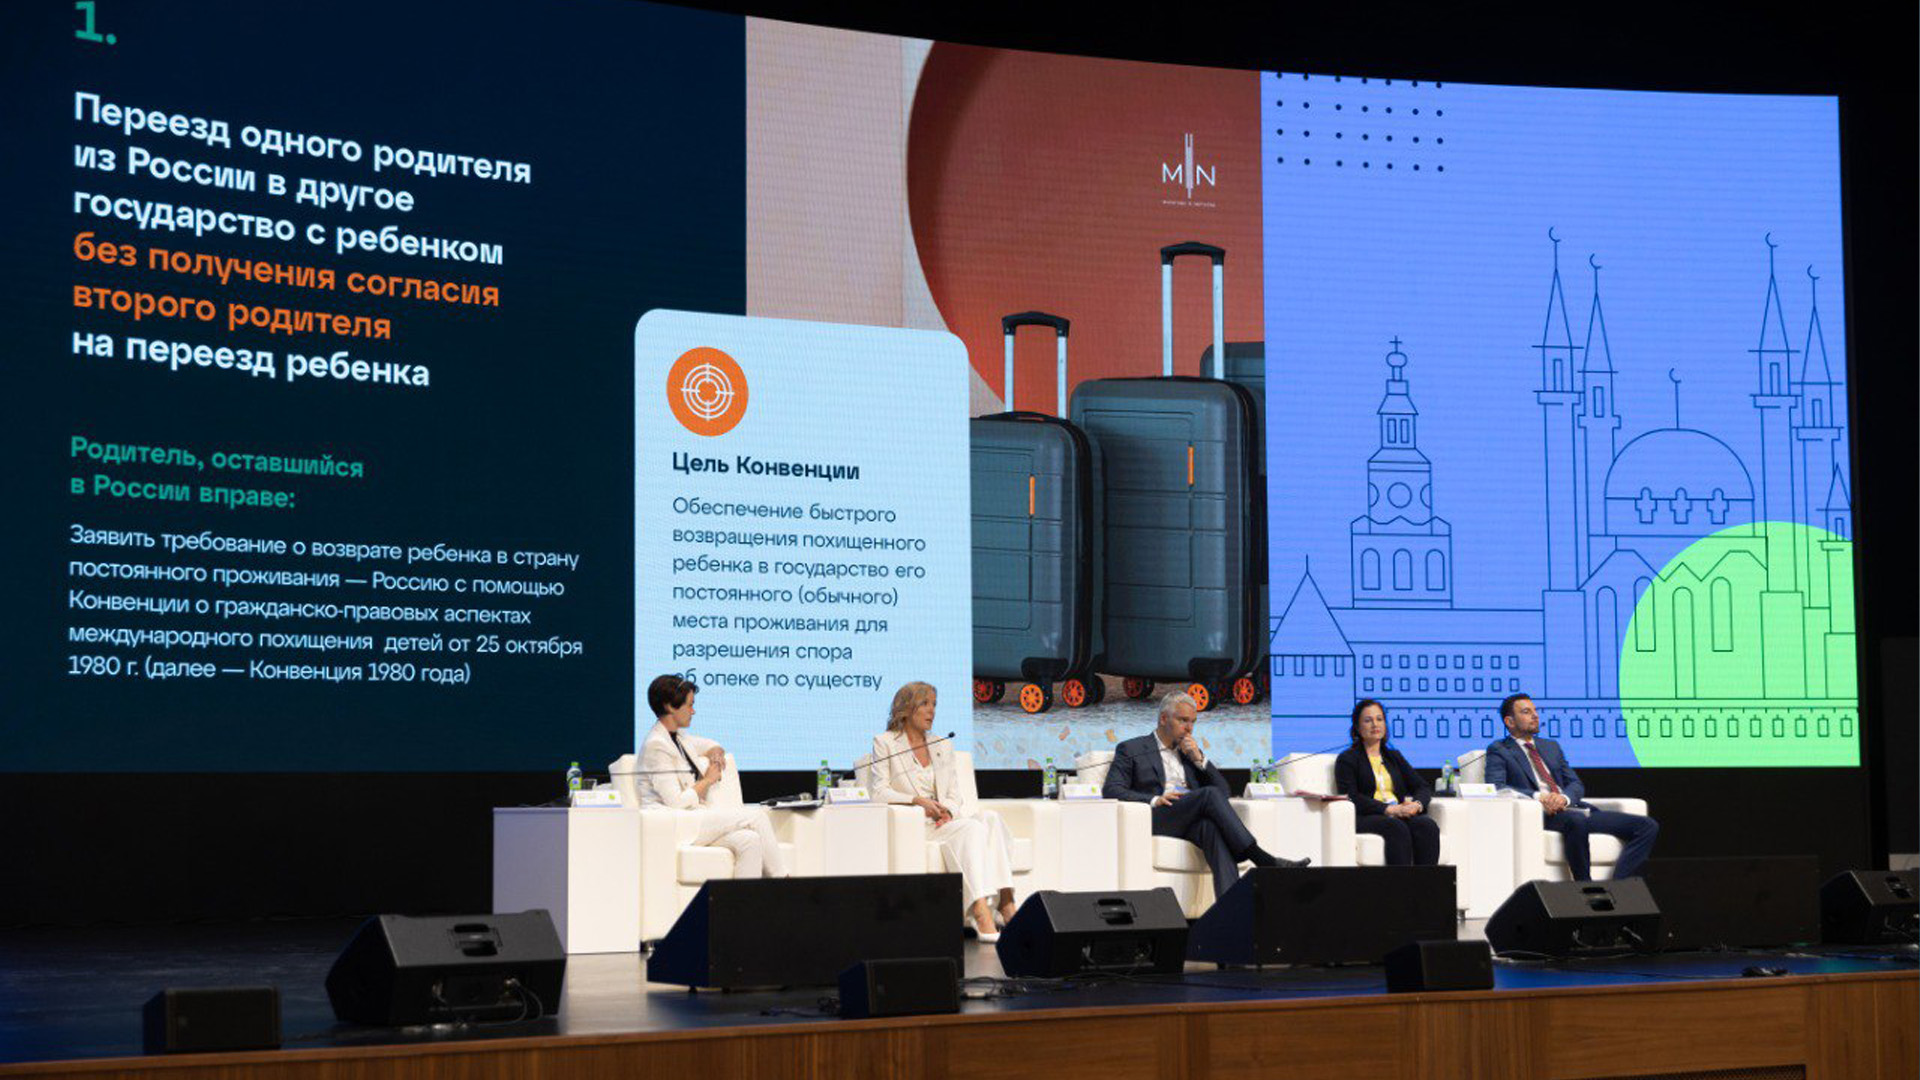 1.
Переезд одного родителя
из России в другое
государство с ребенком
без получения согласия
второго родителя
на переезд ребенка
Родитель, оставшийся
в России вправе:
Заявить требование о возврате ребенка в страну
постоянного проживания — Россию с помощью
Конвенции о гражданско-правовых аспектах
международного похищения детей от 25 октября
1980 г. (далее — Конвенция 1980 года)
Цель Конвенции
Обеспечение быстрого
возвращения похищенного
ребенка в государство его
постоянного (обычного)
места проживания для
разрешения спора
об опеке по существу
MN